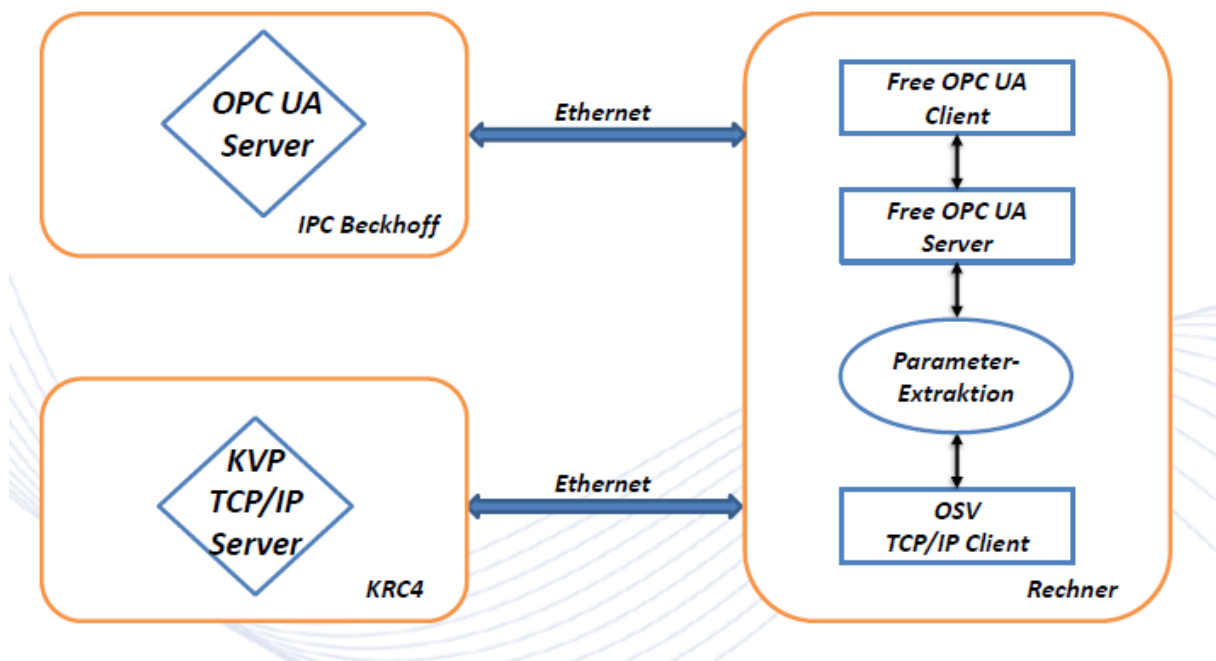 OPC UA
Server
IPC Beckhoff
Ethernet
KVP
TCP/IP
Server
KRC4
Ethernet
Free OPC UA
Client
Free OPC UA
Server
Parameter-
Extraktion
OSV
TCP/IP Client
Rechner